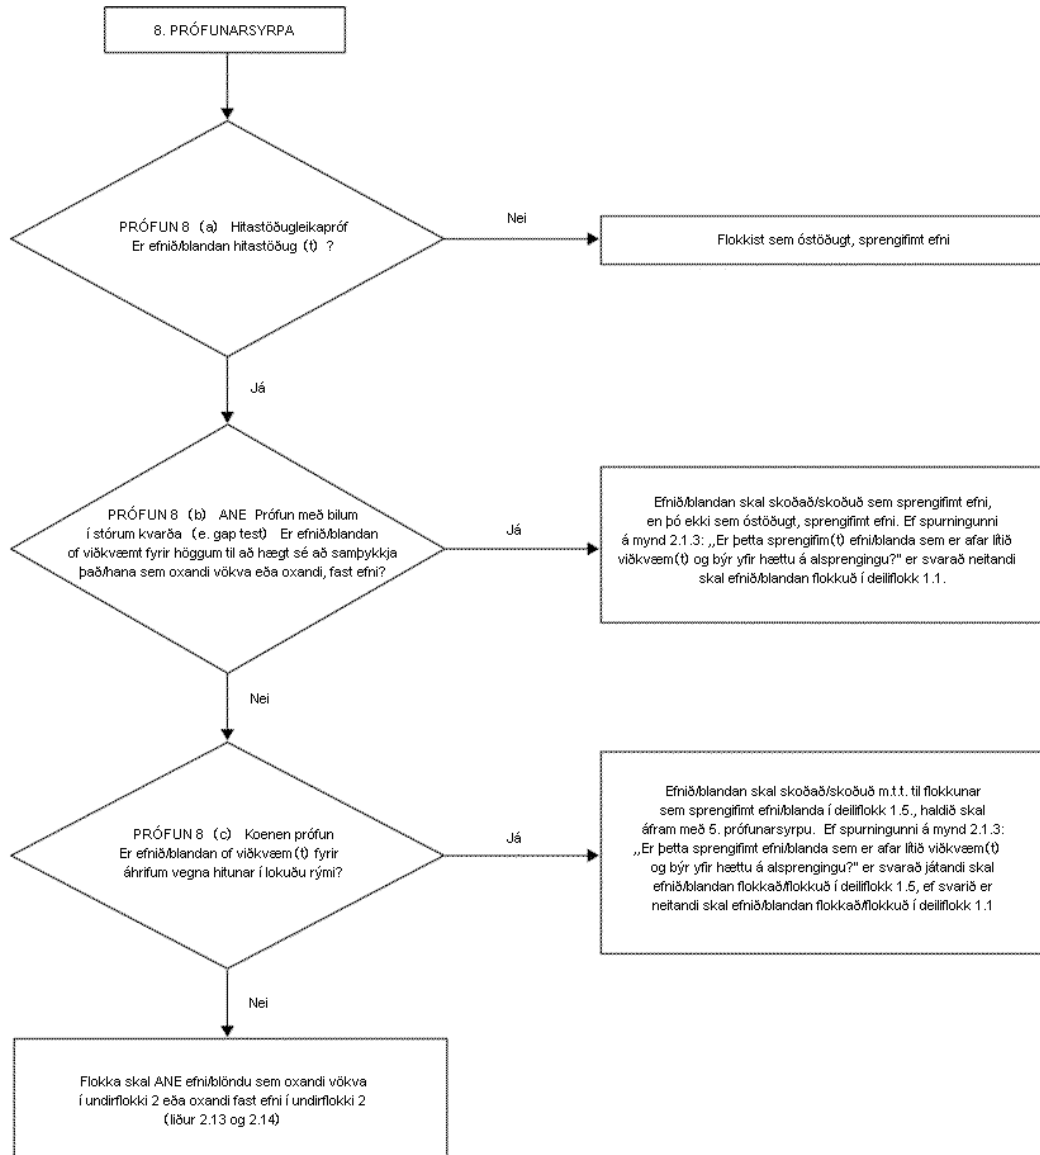 8. PRÓFUNARSYRPA
PRÓFUN 8 (a) Hitastöðugleikapróf
Er efnið/blandan hitastöðug (t) ?
Nei
Flokkist sem óstöðugt, sprengifimt efni
Já
PRÓFUN 8 (b) ANE Prófun með bilum
í stórum kvarða (e. gap test) Er efnið/blandan
of viðkvæmt fyrir höggum til að hægt sé að samþykkja
það/hana sem oxandi vökva eða oxandi, fast efni?
Já
Efnið/blandan skal skoðað/skoðuð sem sprengifimt efni,
en þó ekki sem óstöðugt, sprengifimt efni. Ef spurningunni
á mynd 2.1.3: „Er þetta sprengifim(t) efni/blanda sem er afar lítið
viðkvæm(t) og býr yfir hættu á alsprengingu?" er svarað neitandi
skal efnið/blandan flokkuð í deiliflokk 1.1.
Nei
PRÓFUN 8 (c) Koenen prófun
Er efnið/blandan of viðkvæm(t) fyrir
áhrifum vegna hitunar í lokuðu rými?
Já
Efnið/blandan skal skoðað/skoðuð m.t.t. til flokkunar
sem sprengifimt efni/blanda í deiliflokk 1.5., haldið skal
áfram með 5. prófunarsyrpu. Ef spurningunni á mynd 2.1.3:
„Er þetta sprengifimt efni/blanda sem er afar lítið viðkvæm(t)
og býr yfir hættu á alsprengingu?" er svarað játandi skal
efnið/blandan flokkað/flokkuð í deiliflokk 1.5, ef svarið er
neitandi skal efnið/blandan flokkað/flokkuð í deiliflokk 1.1
Nei
Flokka skal ANE efni/blöndu sem oxandi vökva
í undirflokki 2 eða oxandi fast efni í undirflokki 2
(liður 2.13 og 2.14)